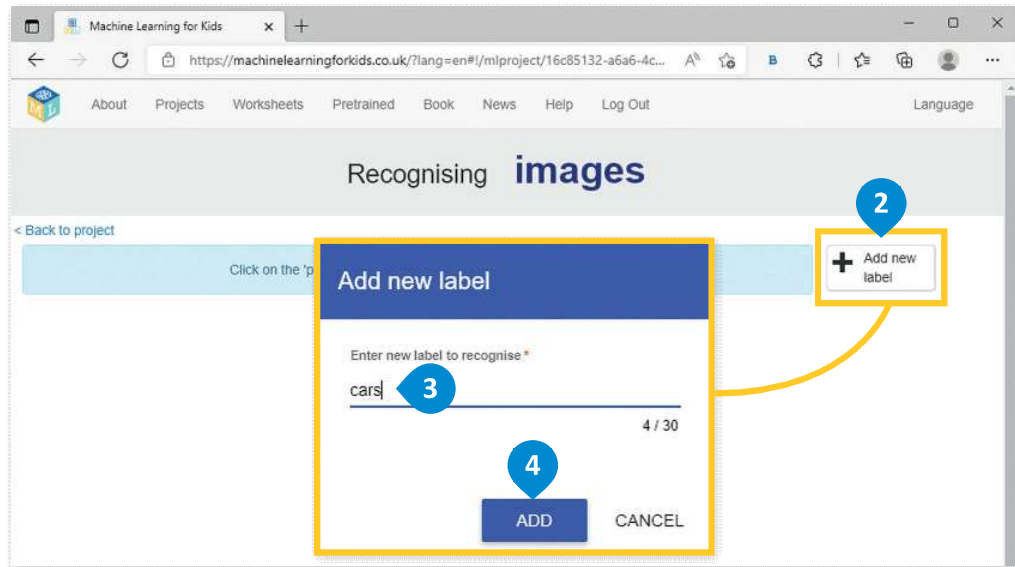 Machine Learning for Kids
https://machinelearningforkids.co.uk/?lang=en#!/mlproject/16c85132-a6a6-4c...
B
About Projects Worksheets Pretrained Book News Help Log Out Language
Recognising images
2
< Back to project
Click on the 'p
Add new
label
Add new label
Enter new label to recognise *
cars
3
4 / 30
4
ADD CANCEL